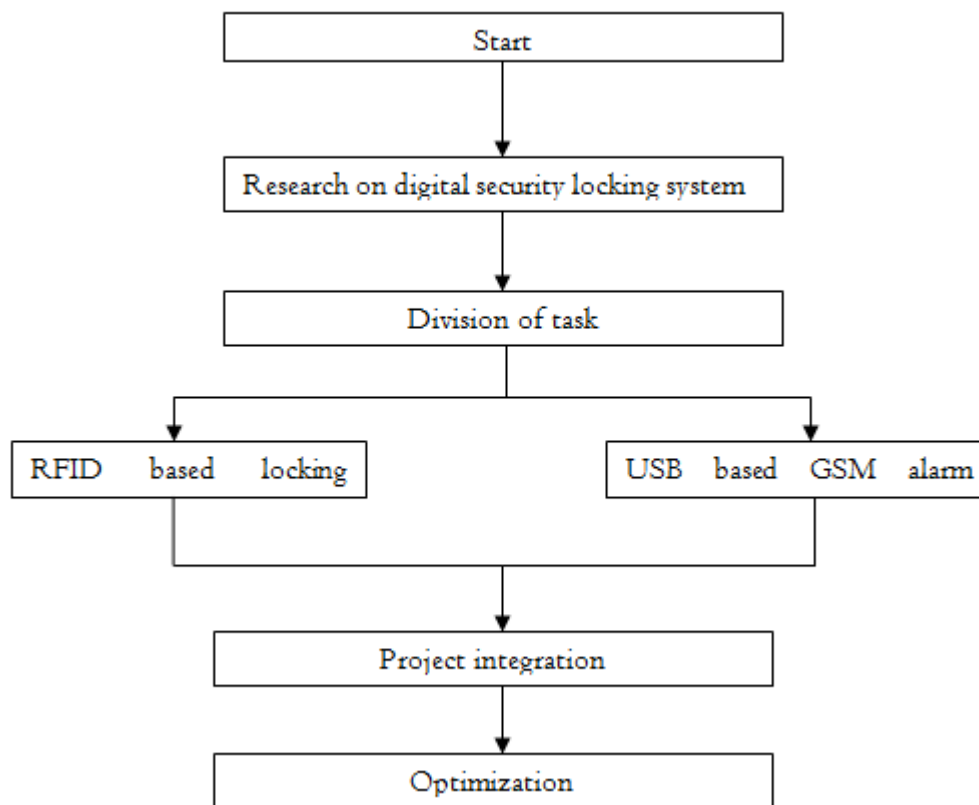 Start
Research on digital security locking system
Division of task
RFID based locking
USB based GSM alarm
Project integration
Optimization